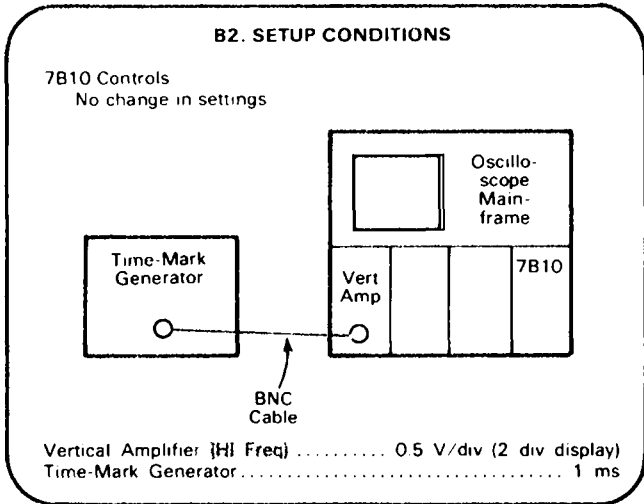 B2. SETUP CONDITIONS
7B10 Controls
No change in settings
Oscillo-
scope
Main-
frame
Time-Mark
Generator
Vert
Amp
7B10
BNC
Cable
Vertical Amplifier (HI Freq) .......... 0.5 V/div (2 div display)
Time-Mark Generator.................................. 1 ms